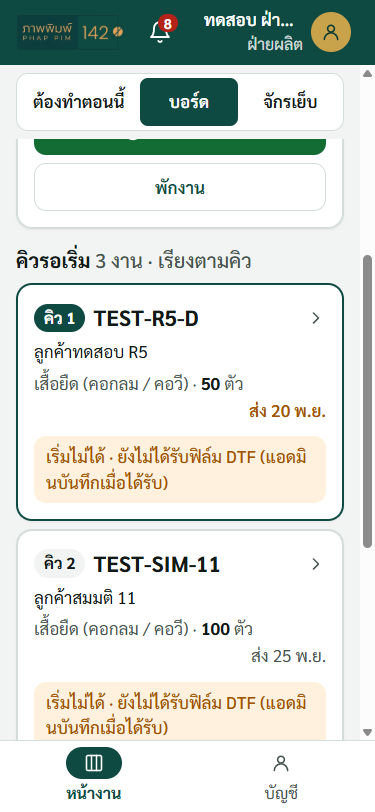 ภาพพิมพ์
PHAP PIM
142
8
ทดสอบ ฝ่า...
ฝ่ายผลิต
ต้องทำตอนนี้
บอร์ด
จักรเย็บ
พักงาน
คิวรอเริ่ม 3 งาน · เรียงตามคิว
คิว 1 TEST-R5-D
ลูกค้าทดสอบ R5
เสื้อยืด (คอกลม / คอวี) · 50 ตัว
ส่ง 20 พ.ย.
เริ่มไม่ได้ · ยังไม่ได้รับฟิล์ม DTF (แอดมิ
นบันทึกเมื่อได้รับ)
คิว 2 TEST-SIM-11
ลูกค้าสมมติ 11
เสื้อยืด (คอกลม / คอวี) · 100 ตัว
ส่ง 25 พ.ย.
เริ่มไม่ได้ · ยังไม่ได้รับฟิล์ม DTF (แอดมิ
นบันทึกเมื่อได้รับ)
หน้างาน
บัญชี